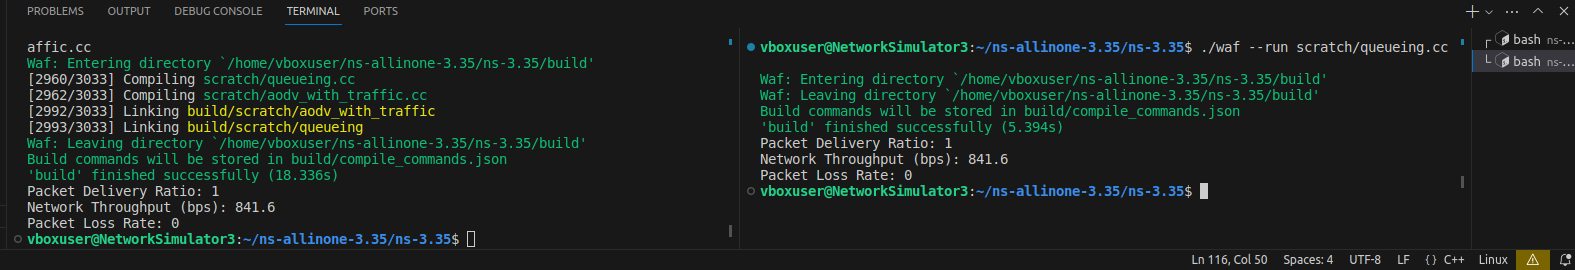 PROBLEMS OUTPUT DEBUG CONSOLE TERMINAL PORTS
affic.cc
Waf: Entering directory `/home/vboxuser/ns-allinone-3.35/ns-3.35/build'
[2960/3033] Compiling scratch/queueing.cc
[2962/3033] Compiling scratch/aodv_with_traffic.cc
[2992/3033] Linking build/scratch/aodv_with_traffic
[2993/3033] Linking build/scratch/queueing
Waf: Leaving directory `/home/vboxuser/ns-allinone-3.35/ns-3.35/build'
Build commands will be stored in build/compile_commands.json
'build' finished successfully (18.336s)
Packet Delivery Ratio: 1
Network Throughput (bps): 841.6
Packet Loss Rate: 0
vboxuser@NetworkSimulator3:~/ns-allinone-3.35/ns-3.35$
vboxuser@NetworkSimulator3:~/ns-allinone-3.35/ns-3.35$ ./waf --run scratch/queueing.cc
Waf: Entering directory `/home/vboxuser/ns-allinone-3.35/ns-3.35/build'
Waf: Leaving directory `/home/vboxuser/ns-allinone-3.35/ns-3.35/build'
Build commands will be stored in build/compile_commands.json
'build' finished successfully (5.394s)
Packet Delivery Ratio: 1
Network Throughput (bps): 841.6
Packet Loss Rate: 0
vboxuser@NetworkSimulator3:~/ns-allinone-3.35/ns-3.35$
bash ns-...
bash ns-...
Ln 116, Col 50 Spaces: 4 UTF-8 LF {} C++ Linux